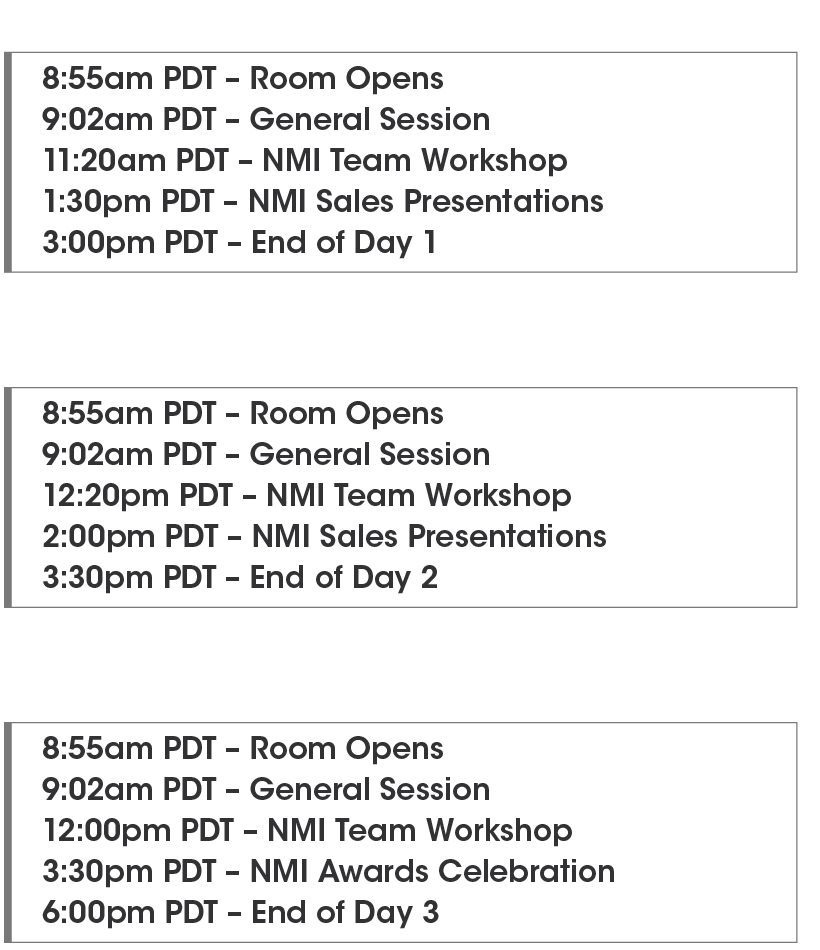 8:55am PDT – Room Opens
9:02am PDT – General Session
11:20am PDT – NMI Team Workshop
1:30pm PDT – NMI Sales Presentations
3:00pm PDT – End of Day 1
8:55am PDT – Room Opens
9:02am PDT – General Session
12:20pm PDT – NMI Team Workshop
2:00pm PDT – NMI Sales Presentations
3:30pm PDT – End of Day 2
8:55am PDT – Room Opens
9:02am PDT – General Session
12:00pm PDT – NMI Team Workshop
3:30pm PDT – NMI Awards Celebration
6:00pm PDT – End of Day 3